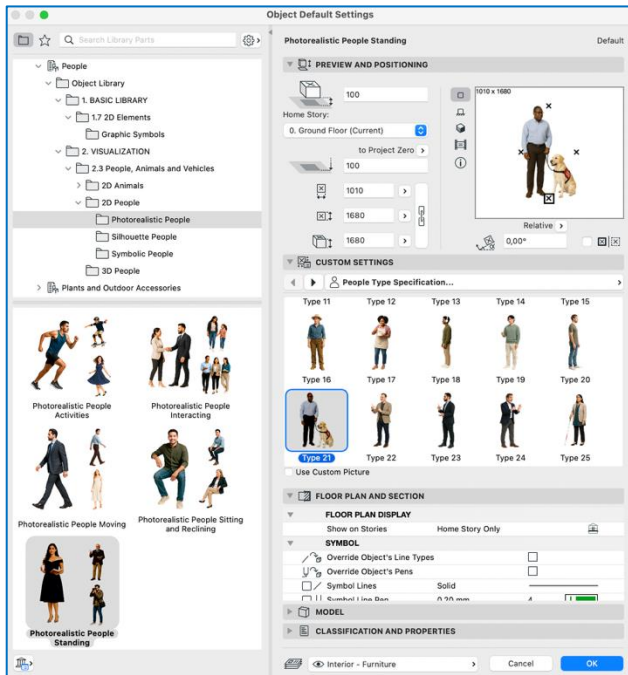 Object Default Settings
Search Library Parts
People
Object Library
1. BASIC LIBRARY
1.7 2D Elements
Graphic Symbols
2. VISUALIZATION
2.3 People, Animals and Vehicles
2D Animals
2D People
Photorealistic People
Silhouette People
Symbolic People
3D People
Plants and Outdoor Accessories
Photorealistic People
Activities
Photorealistic People
Interacting
Photorealistic People Moving
Photorealistic People Sitting
and Reclining
Photorealistic People
Standing
Photorealistic People Standing
Default
PREVIEW AND POSITIONING
100
Home Story:
0. Ground Floor (Current)
to Project Zero
100
1010
1680
1680
1010 x 1680
Relative
0,00°
CUSTOM SETTINGS
People Type Specification...
Type 11 Type 12 Type 13 Type 14 Type 15
Type 16 Type 17 Type 18 Type 19 Type 20
Type 21 Type 22 Type 23 Type 24 Type 25
Use Custom Picture
FLOOR PLAN AND SECTION
FLOOR PLAN DISPLAY
Show on Stories Home Story Only
SYMBOL
Override Object's Line Types
Override Object's Pens
Symbol Lines Solid
Symbol Line Pen 0.20 mm 4
MODEL
CLASSIFICATION AND PROPERTIES
Interior - Furniture
Cancel
OK